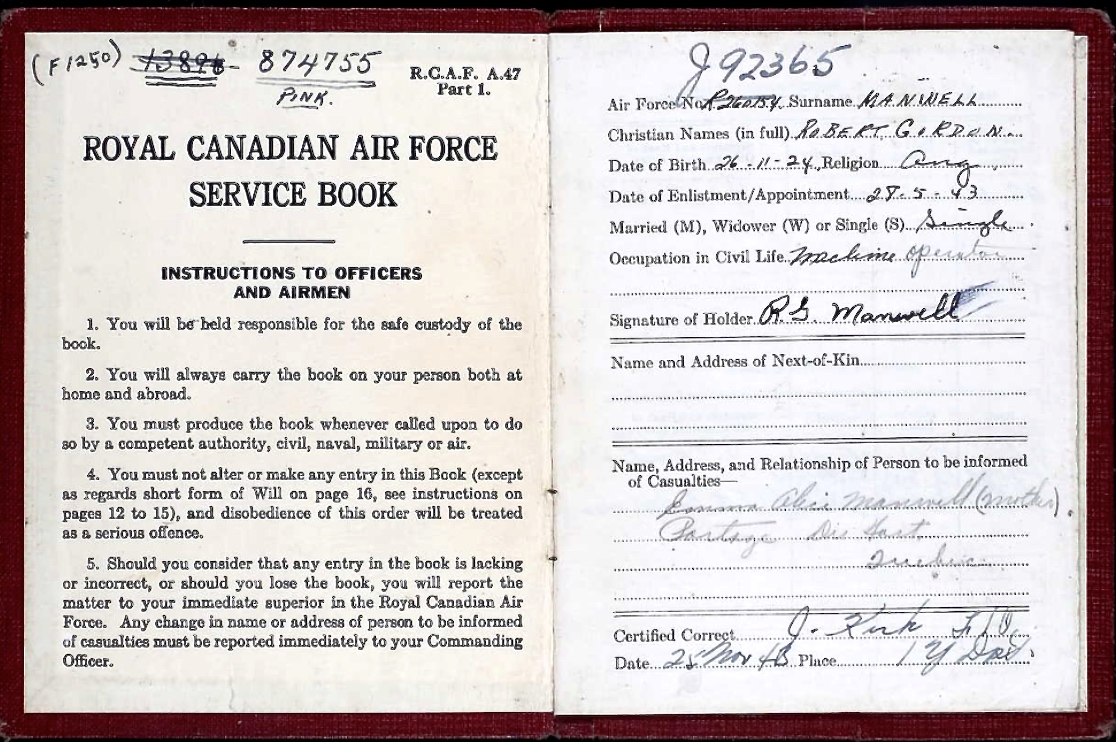 (F1250) 13896 874755
PINK.
R.C.A.F. A.47
Part 1.
ROYAL CANADIAN AIR FORCE
SERVICE BOOK
INSTRUCTIONS TO OFFICERS
AND AIRMEN
1. You will be held responsible for the safe custody of the
book.
2. You will always carry the book on your person both at
home and abroad.
3. You must produce the book whenever called upon to do
so by a competent authority, civil, naval, military or air.
4. You must not alter or make any entry in this Book (except
as regards short form of Will on page 16, see instructions on
pages 12 to 15), and disobedience of this order will be treated
as a serious offence.
5. Should you consider that any entry in the book is lacking
or incorrect, or should you lose the book, you will report the
matter to your immediate superior in the Royal Canadian Air
Force. Any change in name or address of person to be informed
of casualties must be reported immediately to your Commanding
Officer.
J92365
Air Force No. Surname MANWELL
Christian Names (in full) ROBERT GORDON.
Date of Birth 26-11-24, Religion Ang
Date of Enlistment/Appointment 28-5-43
Married (M), Widower (W) or Single (S) Single
Occupation in Civil Life Machine operator
Signature of Holder R G Manwell
Name and Address of Next-of-Kin
Name, Address, and Relationship of Person to be informed
of Casualties—
Emma Manwell (mother).
Portage Du Fort
Quebec
Certified Correct J. Kirk F/O
Date 25 Nov 43 Place